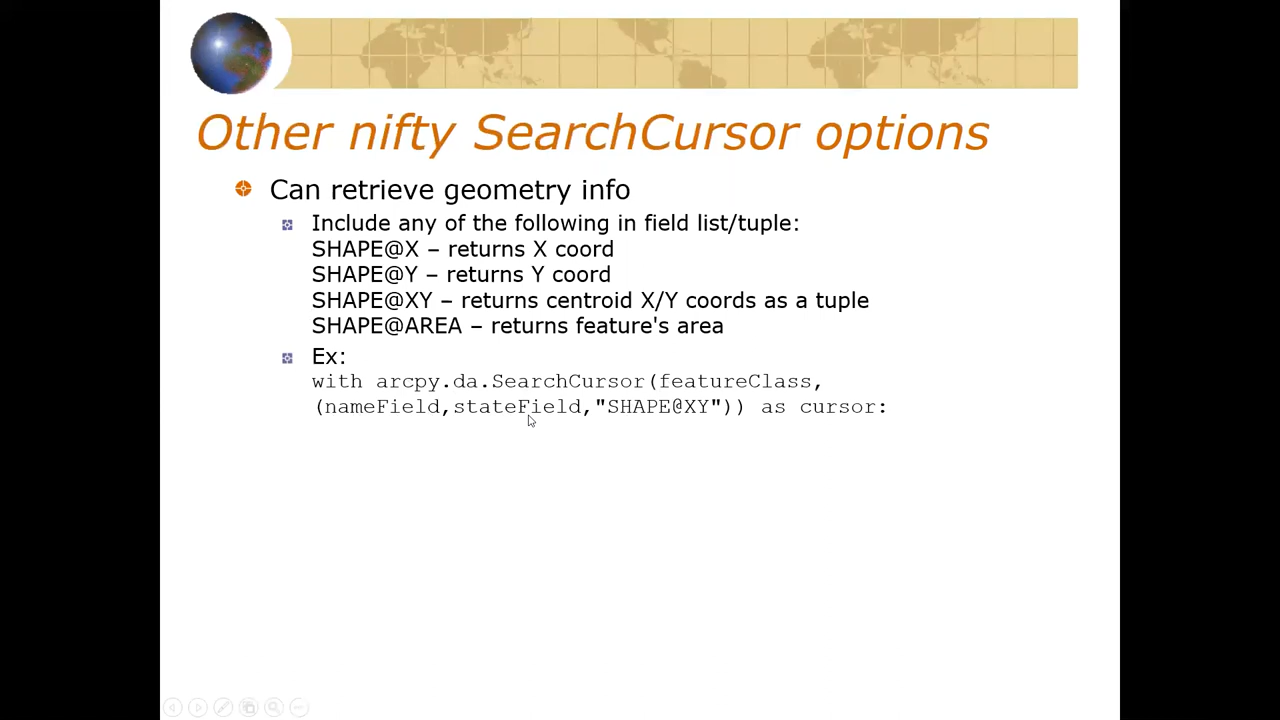 Other nifty SearchCursor options
Can retrieve geometry info
Include any of the following in field list/tuple:
SHAPE@X – returns X coord
SHAPE@Y – returns Y coord
SHAPE@XY – returns centroid X/Y coords as a tuple
SHAPE@AREA – returns feature's area
Ex:
with arcpy.da.SearchCursor(featureClass,
(nameField,stateField,"SHAPE@XY")) as cursor: